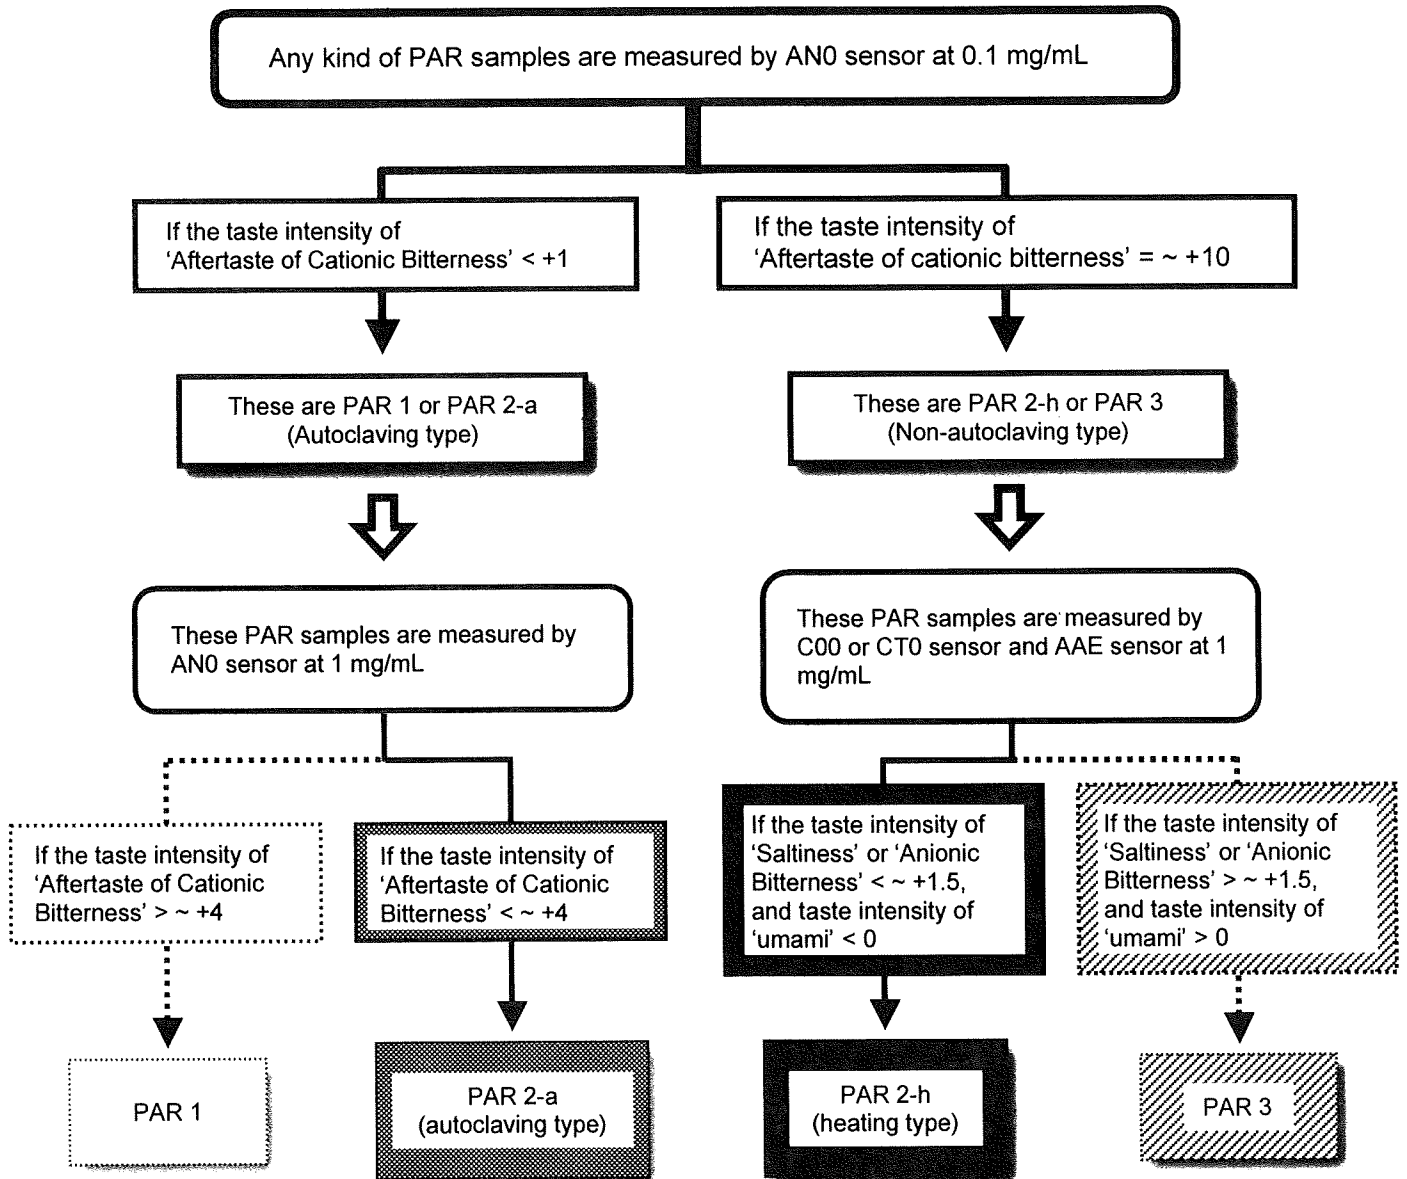 Any kind of PAR samples are measured by AN0 sensor at 0.1 mg/mL
If the taste intensity of
‘Aftertaste of Cationic Bitterness’ < +1
If the taste intensity of
‘Aftertaste of cationic bitterness’ = ~ +10
These are PAR 1 or PAR 2-a
(Autoclaving type)
These are PAR 2-h or PAR 3
(Non-autoclaving type)
These PAR samples are measured by
AN0 sensor at 1 mg/mL
These PAR samples are measured by
C00 or CT0 sensor and AAE sensor at 1
mg/mL
If the taste intensity of
‘Aftertaste of Cationic
Bitterness’ > ~ +4
If the taste intensity of
‘Aftertaste of Cationic
Bitterness’ < ~ +4
If the taste intensity of
‘Saltiness’ or ‘Anionic
Bitterness’ < ~ +1.5,
and taste intensity of
‘umami’ < 0
If the taste intensity of
‘Saltiness’ or ‘Anionic
Bitterness’ > ~ +1.5,
and taste intensity of
‘umami’ > 0
PAR 1
PAR 2-a
(autoclaving type)
PAR 2-h
(heating type)
PAR 3